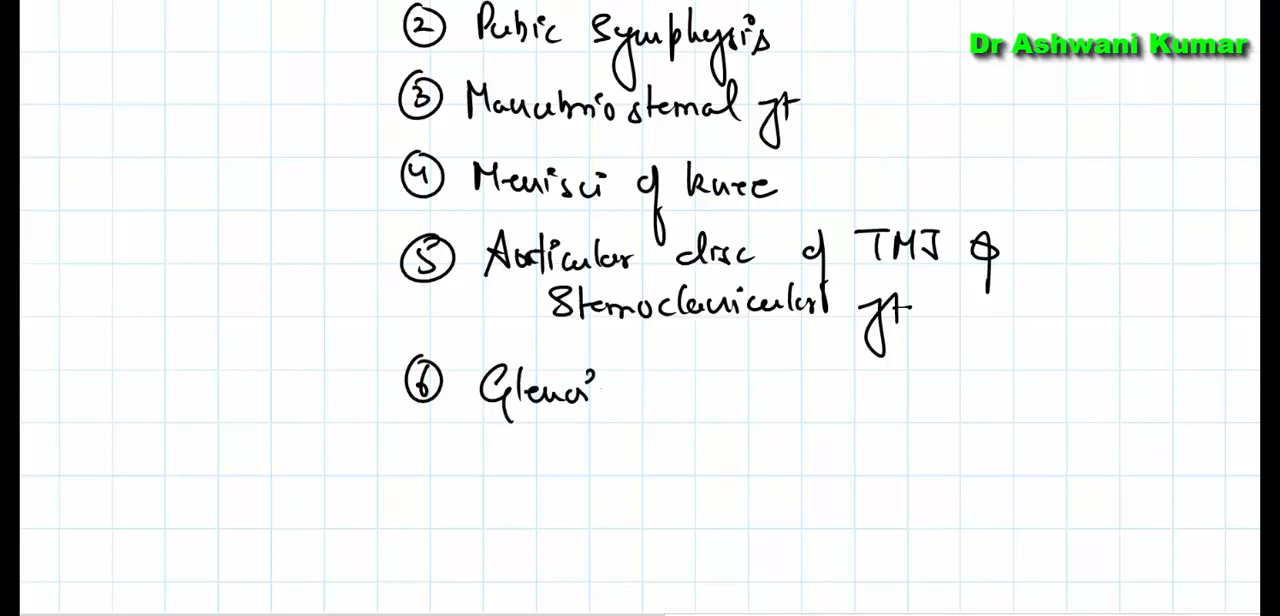 ② Pubic Symphysis
Dr Ashwani Kumar
③ Manubriosternal jt
④ Menisci of knee
⑤ Articular disc of TMJ &
Sternoclavicular jt
⑥ Glenoi